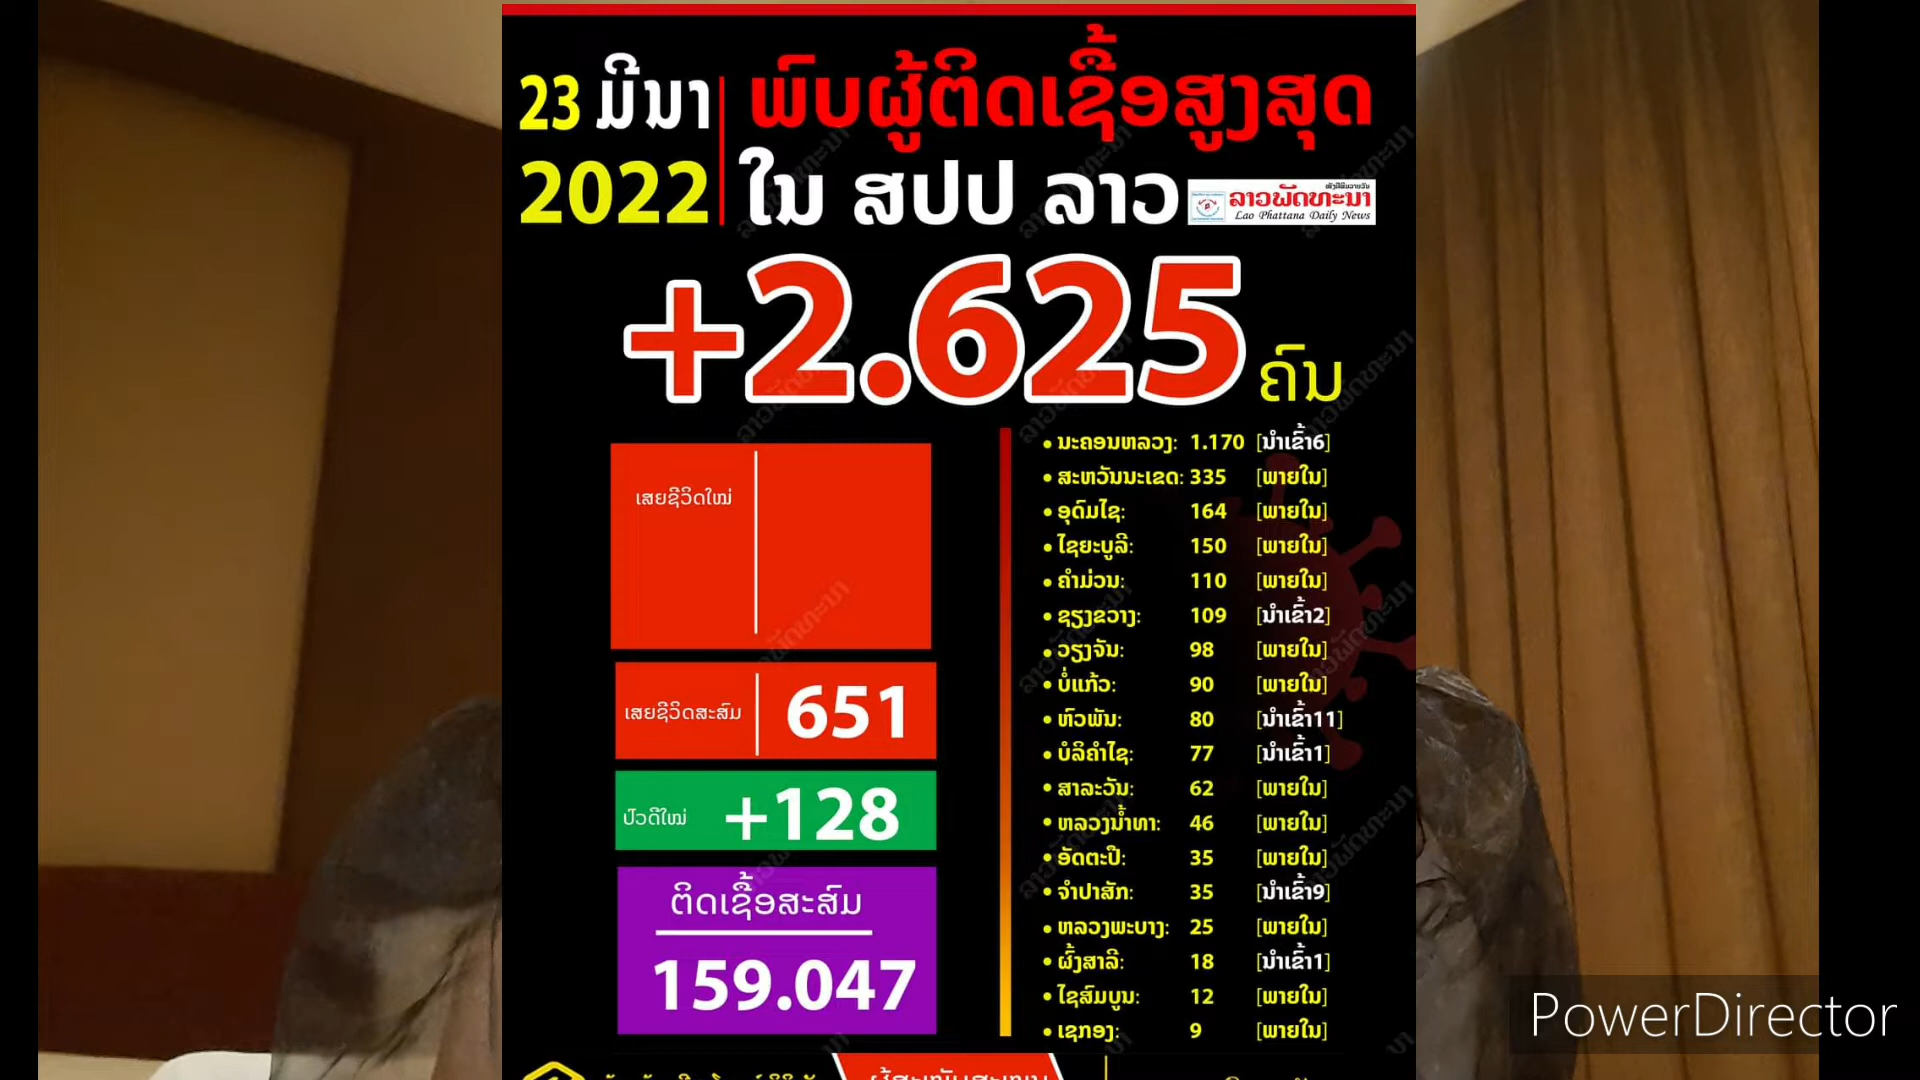 23 ມີນາ
2022
ພົບຜູ້ຕິດເຊື້ອສູງສຸດ
ໃນ ສປປ ລາວ
ລາວພັດທະນາ
Lao Phattana Daily News
+2.625 ຄົນ
ເສຍຊີວິດໃໝ່
ເສຍຊີວິດສະສົມ 651
ປົວດີໃໝ່ +128
ຕິດເຊື້ອສະສົມ
159.047
• ນະຄອນຫລວງ: 1.170 [ນໍາເຂົ້າ6]
• ສະຫວັນນະເຂດ: 335 [ພາຍໃນ]
• ອຸດົມໄຊ: 164 [ພາຍໃນ]
• ໄຊຍະບູລີ: 150 [ພາຍໃນ]
• ຄໍາມ່ວນ: 110 [ພາຍໃນ]
• ຊຽງຂວາງ: 109 [ນໍາເຂົ້າ2]
• ວຽງຈັນ: 98 [ພາຍໃນ]
• ບໍ່ແກ້ວ: 90 [ພາຍໃນ]
• ຫົວພັນ: 80 [ນໍາເຂົ້າ11]
• ບໍລິຄໍາໄຊ: 77 [ນໍາເຂົ້າ1]
• ສາລະວັນ: 62 [ພາຍໃນ]
• ຫລວງນໍ້າທາ: 46 [ພາຍໃນ]
• ອັດຕະປື: 35 [ພາຍໃນ]
• ຈໍາປາສັກ: 35 [ນໍາເຂົ້າ9]
• ຫລວງພະບາງ: 25 [ພາຍໃນ]
• ຜົ້ງສາລີ: 18 [ນໍາເຂົ້າ1]
• ໄຊສົມບູນ: 12 [ພາຍໃນ]
• ເຊກອງ: 9 [ພາຍໃນ]
PowerDirector